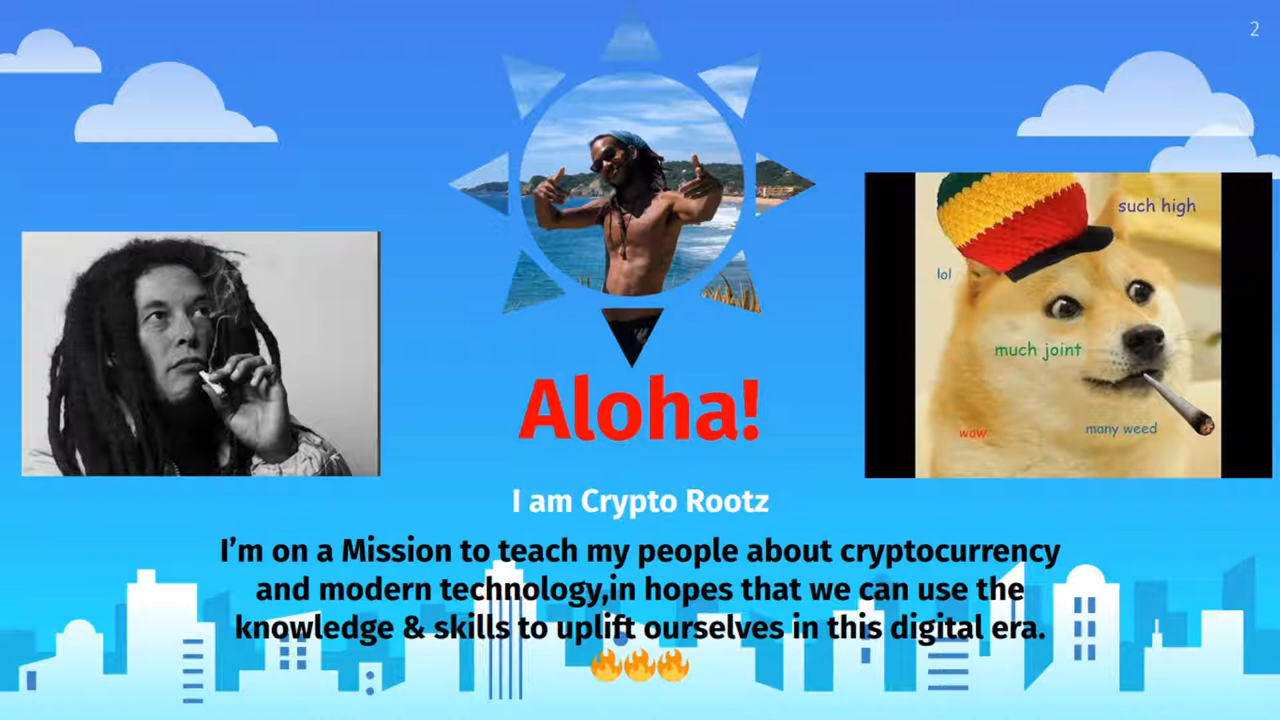 2
such high
lol
much joint
many weed
wow
Aloha!
I am Crypto Rootz
I’m on a Mission to teach my people about cryptocurrency
and modern technology,in hopes that we can use the
knowledge & skills to uplift ourselves in this digital era.
🔥🔥🔥